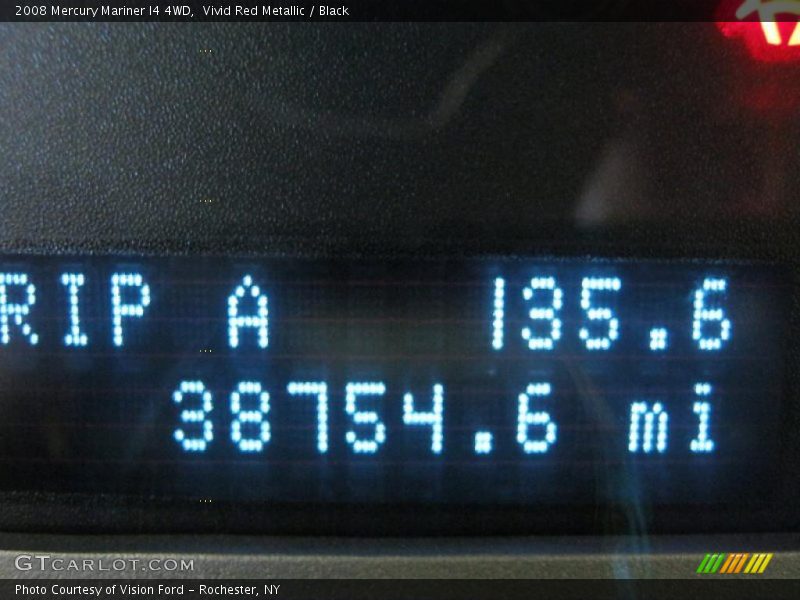 2008 Mercury Mariner I4 4WD, Vivid Red Metallic / Black
RIP A 135.6
38754.6 mi
GTCARLOT.COM
Photo Courtesy of Vision Ford - Rochester, NY